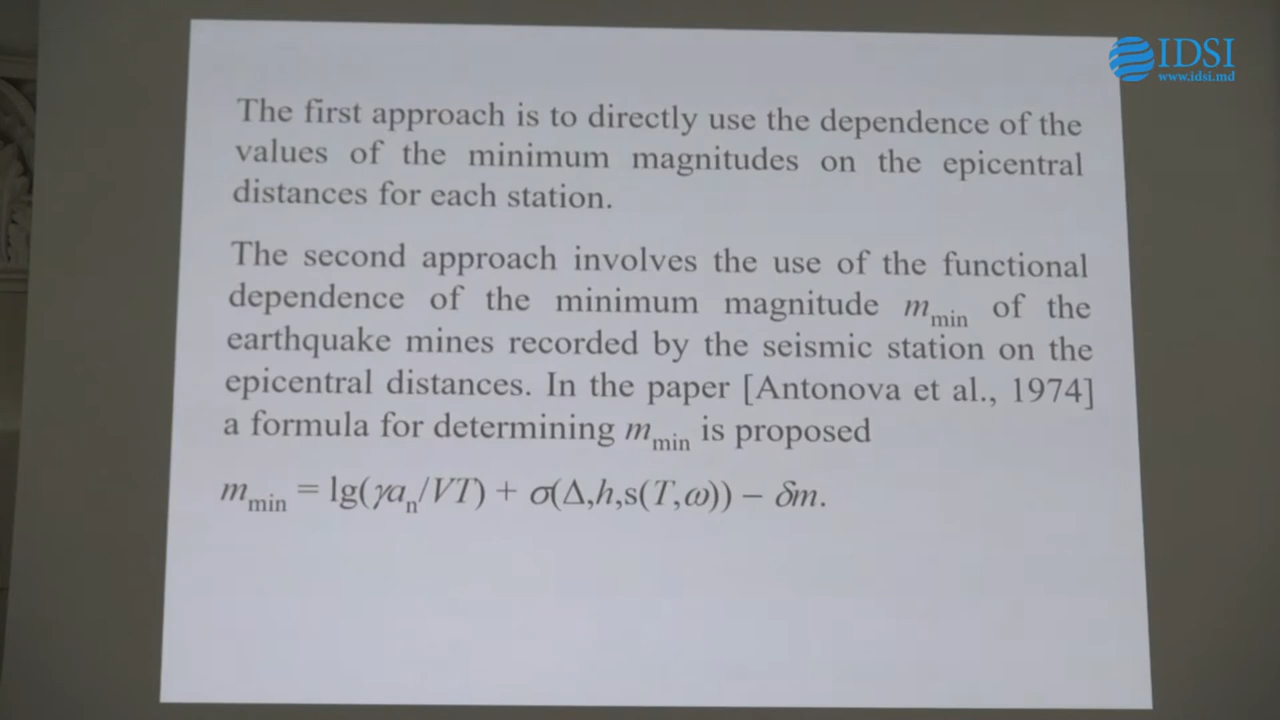 IDSI
www.idsi.md
The first approach is to directly use the dependence of the
values of the minimum magnitudes on the epicentral
distances for each station.
The second approach involves the use of the functional
dependence of the minimum magnitude mmin of the
earthquake mines recorded by the seismic station on the
epicentral distances. In the paper [Antonova et al., 1974]
a formula for determining mmin is proposed
mmin = lg(γan/VT) + σ(Δ,h,s(T,ω)) – δm.